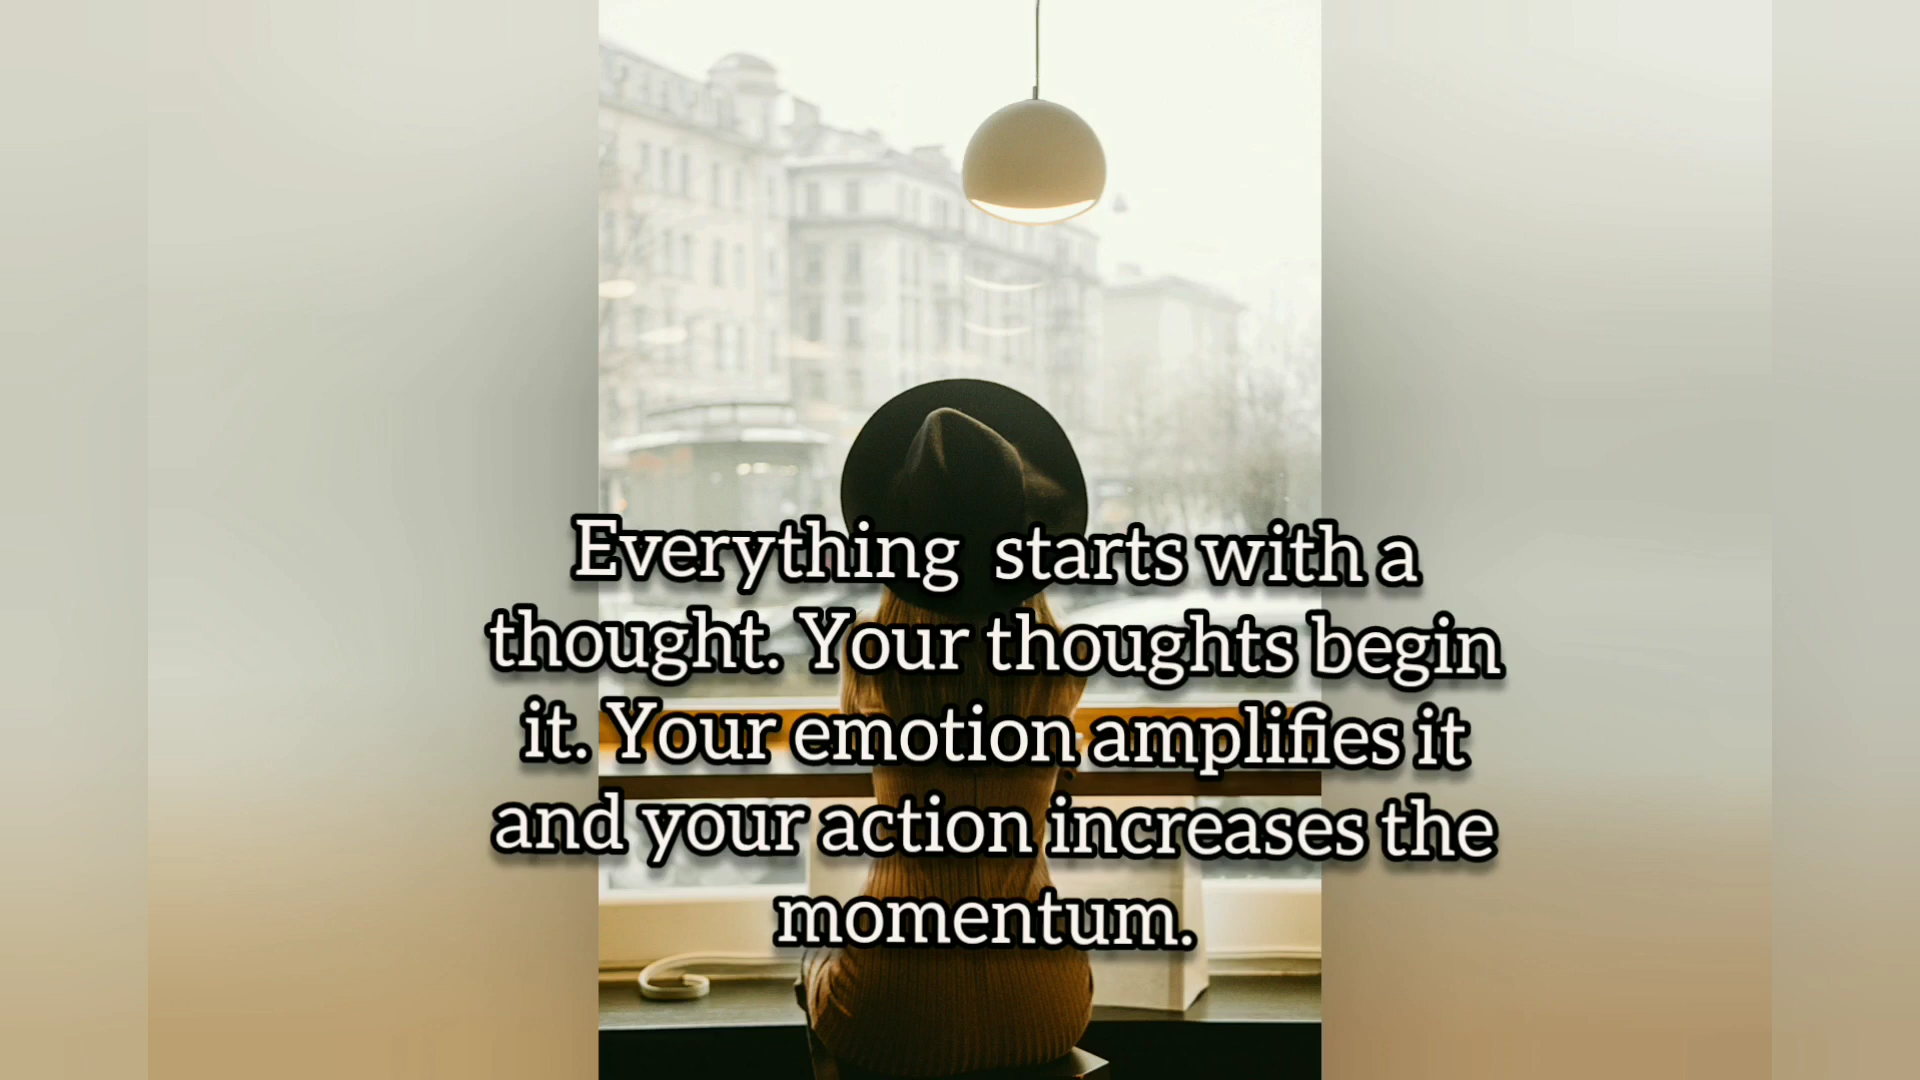 Everything  starts with a
thought. Your thoughts begin
it. Your emotion amplifies it
and your action increases the
momentum.